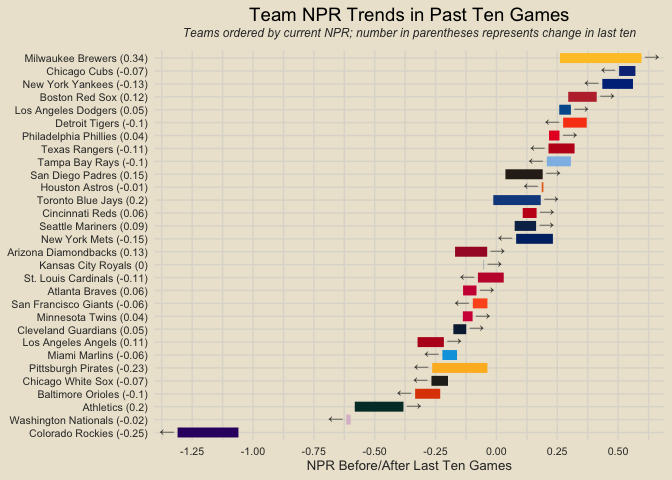 Team NPR Trends in Past Ten Games
Teams ordered by current NPR; number in parentheses represents change in last ten
Milwaukee Brewers (0.34)
Chicago Cubs (-0.07)
New York Yankees (-0.13)
Boston Red Sox (0.12)
Los Angeles Dodgers (0.05)
Detroit Tigers (-0.1)
Philadelphia Phillies (0.04)
Texas Rangers (-0.11)
Tampa Bay Rays (-0.1)
San Diego Padres (0.15)
Houston Astros (-0.01)
Toronto Blue Jays (0.2)
Cincinnati Reds (0.06)
Seattle Mariners (0.09)
New York Mets (-0.15)
Arizona Diamondbacks (0.13)
Kansas City Royals (0)
St. Louis Cardinals (-0.11)
Atlanta Braves (0.06)
San Francisco Giants (-0.06)
Minnesota Twins (0.04)
Cleveland Guardians (0.05)
Los Angeles Angels (0.11)
Miami Marlins (-0.06)
Pittsburgh Pirates (-0.23)
Chicago White Sox (-0.07)
Baltimore Orioles (-0.1)
Athletics (0.2)
Washington Nationals (-0.02)
Colorado Rockies (-0.25)
-1.25 -1.00 -0.75 -0.50 -0.25 0.00 0.25 0.50
NPR Before/After Last Ten Games